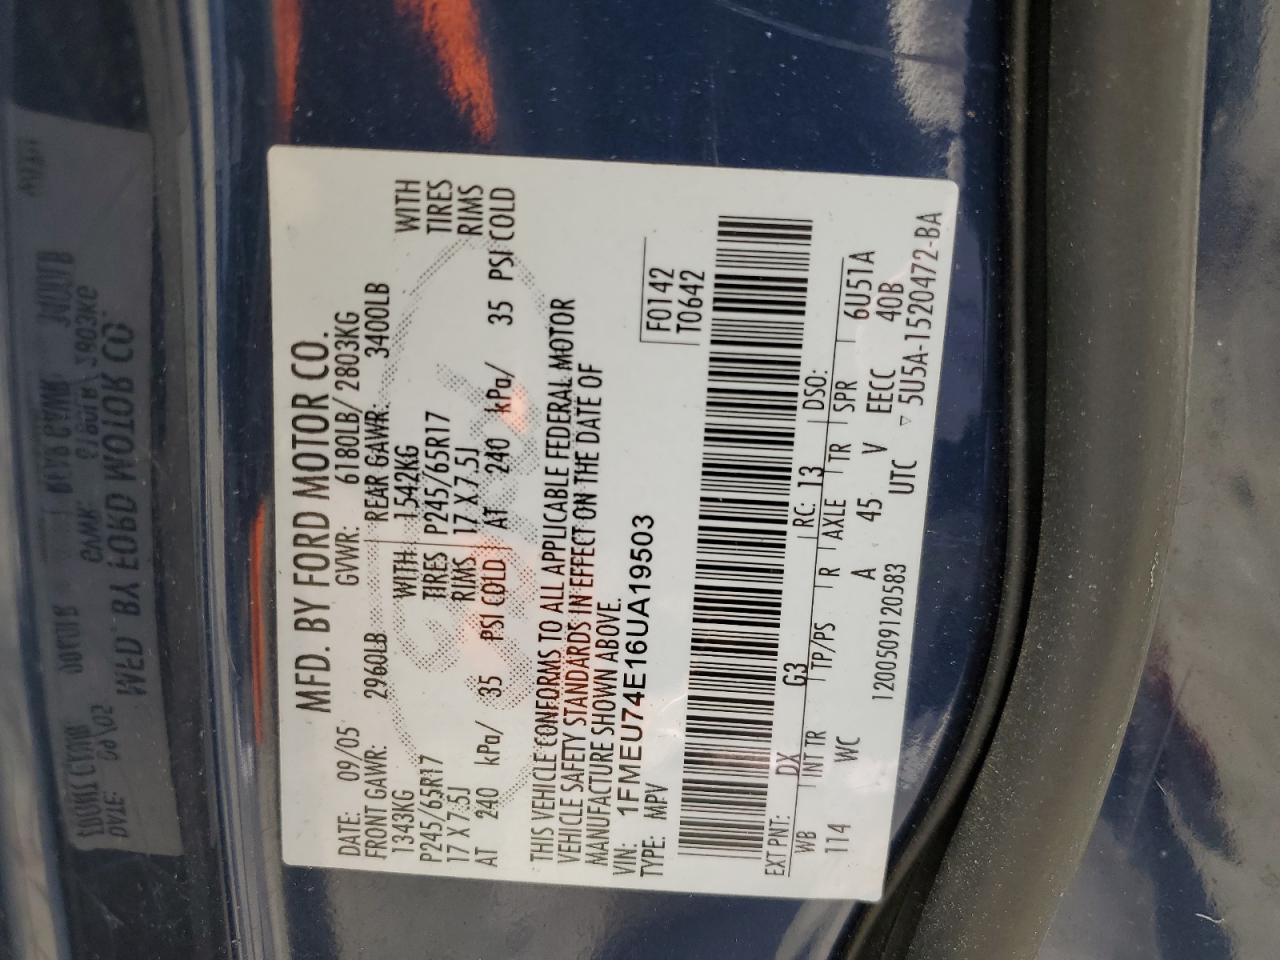 MFD. BY FORD MOTOR CO.
DATE: 09/05 GVWR: 6180LB/ 2803KG
FRONT GAWR: 2960LB REAR GAWR: 3400LB
1343KG WITH 1542KG WITH
P245/65R17 TIRES P245/65R17 TIRES
17 X 7.5J RIMS 17 X 7.5J RIMS
AT 240 kPa/ 35 PSI COLD AT 240 kPa/ 35 PSI COLD
THIS VEHICLE CONFORMS TO ALL APPLICABLE FEDERAL MOTOR
VEHICLE SAFETY STANDARDS IN EFFECT ON THE DATE OF
MANUFACTURE SHOWN ABOVE.
VIN: 1FMEU74E16UA19503 F0142
TYPE: MPV T0642
EXT PNT: DX G3 RC: 13 DSO:
WB INT TR TP/PS R AXLE TR SPR 6U51A
114 WC A 45 V EECC 40B
1200509120583 UTC ▽ 5U5A-1520472-BA